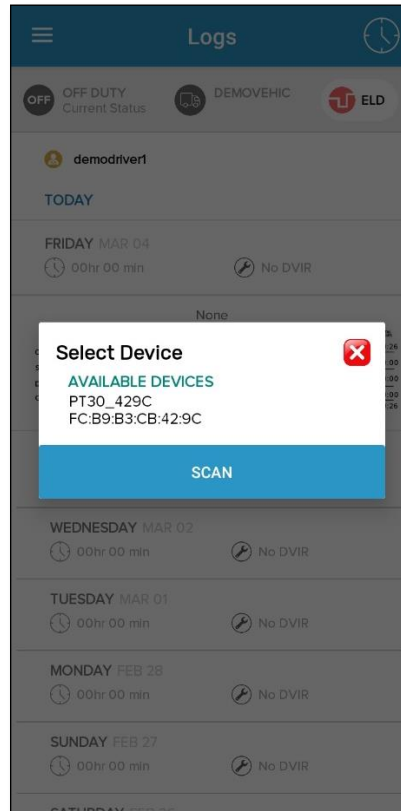 Logs
OFF OFF DUTY
Current Status
DEMOVEHIC
ELD
demodriver1
TODAY
FRIDAY MAR 04
00hr 00 min No DVIR
None
Select Device
AVAILABLE DEVICES
PT30_429C
FC:B9:B3:CB:42:9C
SCAN
WEDNESDAY MAR 02
00hr 00 min No DVIR
TUESDAY MAR 01
00hr 00 min No DVIR
MONDAY FEB 28
00hr 00 min No DVIR
SUNDAY FEB 27
00hr 00 min No DVIR